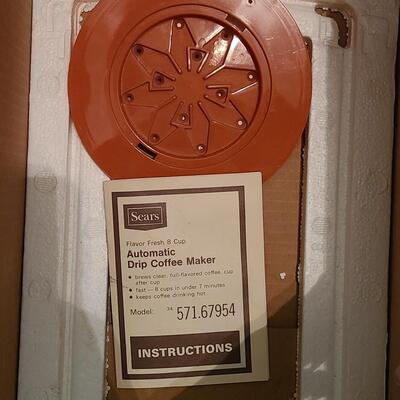 Sears
Flavor Fresh 8 Cup
Automatic
Drip Coffee Maker
• brews clear, full-flavored coffee, cup
after cup
• fast — 8 cups in under 7 minutes
• keeps coffee drinking hot
Model: 34 571.67954
INSTRUCTIONS